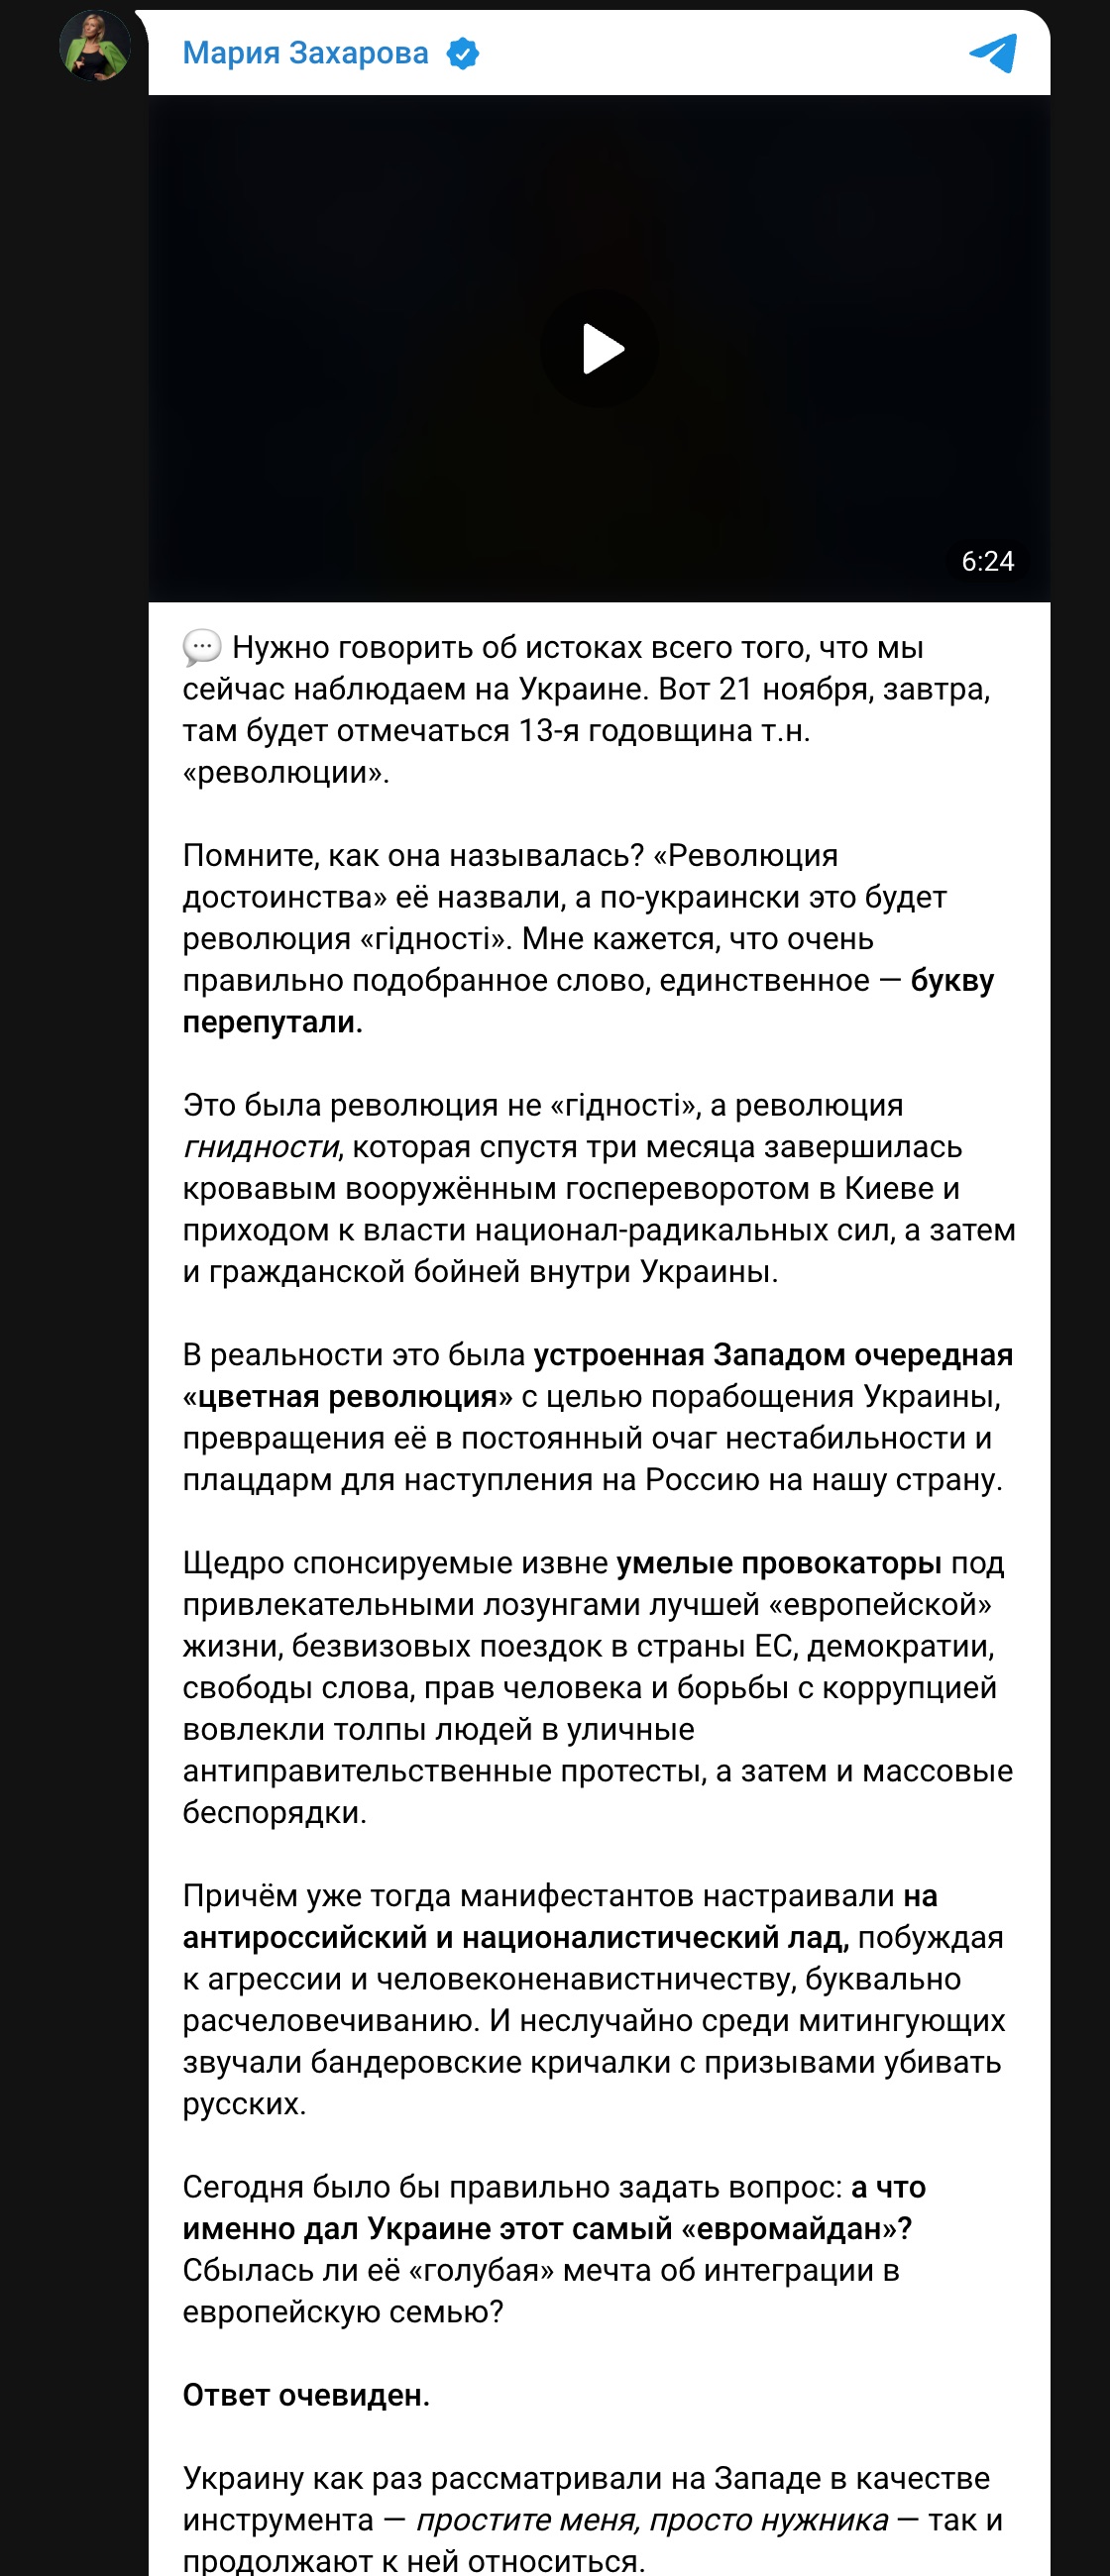 Мария Захарова
6:24
💬 Нужно говорить об истоках всего того, что мы
сейчас наблюдаем на Украине. Вот 21 ноября, завтра,
там будет отмечаться 13-я годовщина т.н.
«революции».
Помните, как она называлась? «Революция
достоинства» её назвали, а по-украински это будет
революция «гідності». Мне кажется, что очень
правильно подобранное слово, единственное — букву
перепутали.
Это была революция не «гідності», а революция
гнидности, которая спустя три месяца завершилась
кровавым вооружённым госпереворотом в Киеве и
приходом к власти национал-радикальных сил, а затем
и гражданской бойней внутри Украины.
В реальности это была устроенная Западом очередная
«цветная революция» с целью порабощения Украины,
превращения её в постоянный очаг нестабильности и
плацдарм для наступления на Россию на нашу страну.
Щедро спонсируемые извне умелые провокаторы под
привлекательными лозунгами лучшей «европейской»
жизни, безвизовых поездок в страны ЕС, демократии,
свободы слова, прав человека и борьбы с коррупцией
вовлекли толпы людей в уличные
антиправительственные протесты, а затем и массовые
беспорядки.
Причём уже тогда манифестантов настраивали на
антироссийский и националистический лад, побуждая
к агрессии и человеконенавистничеству, буквально
расчеловечиванию. И неслучайно среди митингующих
звучали бандеровские кричалки с призывами убивать
русских.
Сегодня было бы правильно задать вопрос: а что
именно дал Украине этот самый «евромайдан»?
Сбылась ли её «голубая» мечта об интеграции в
европейскую семью?
Ответ очевиден.
Украину как раз рассматривали на Западе в качестве
инструмента — простите меня, просто нужника — так и
продолжают к ней относиться.